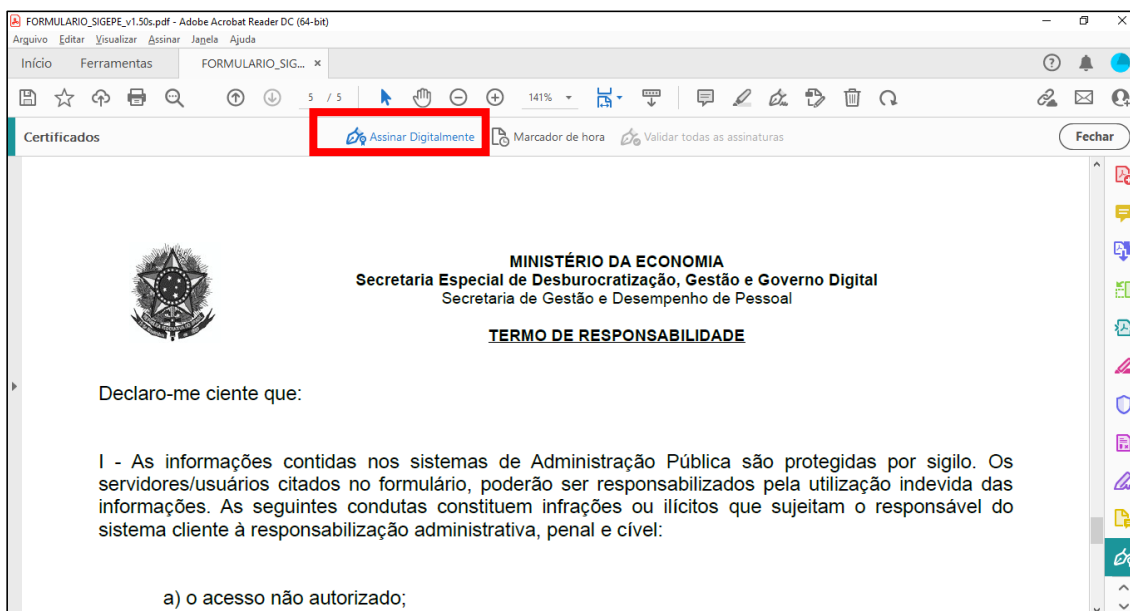 FORMULARIO_SIGEPE_v1.50s.pdf - Adobe Acrobat Reader DC (64-bit)
Arquivo Editar Visualizar Assinar Janela Ajuda
Início Ferramentas FORMULARIO_SIG... ×
5 / 5 141%
Certificados Assinar Digitalmente Marcador de hora Validar todas as assinaturas Fechar
MINISTÉRIO DA ECONOMIA
Secretaria Especial de Desburocratização, Gestão e Governo Digital
Secretaria de Gestão e Desempenho de Pessoal
TERMO DE RESPONSABILIDADE
Declaro-me ciente que:
I - As informações contidas nos sistemas de Administração Pública são protegidas por sigilo. Os
servidores/usuários citados no formulário, poderão ser responsabilizados pela utilização indevida das
informações. As seguintes condutas constituem infrações ou ilícitos que sujeitam o responsável do
sistema cliente à responsabilização administrativa, penal e cível:
a) o acesso não autorizado;